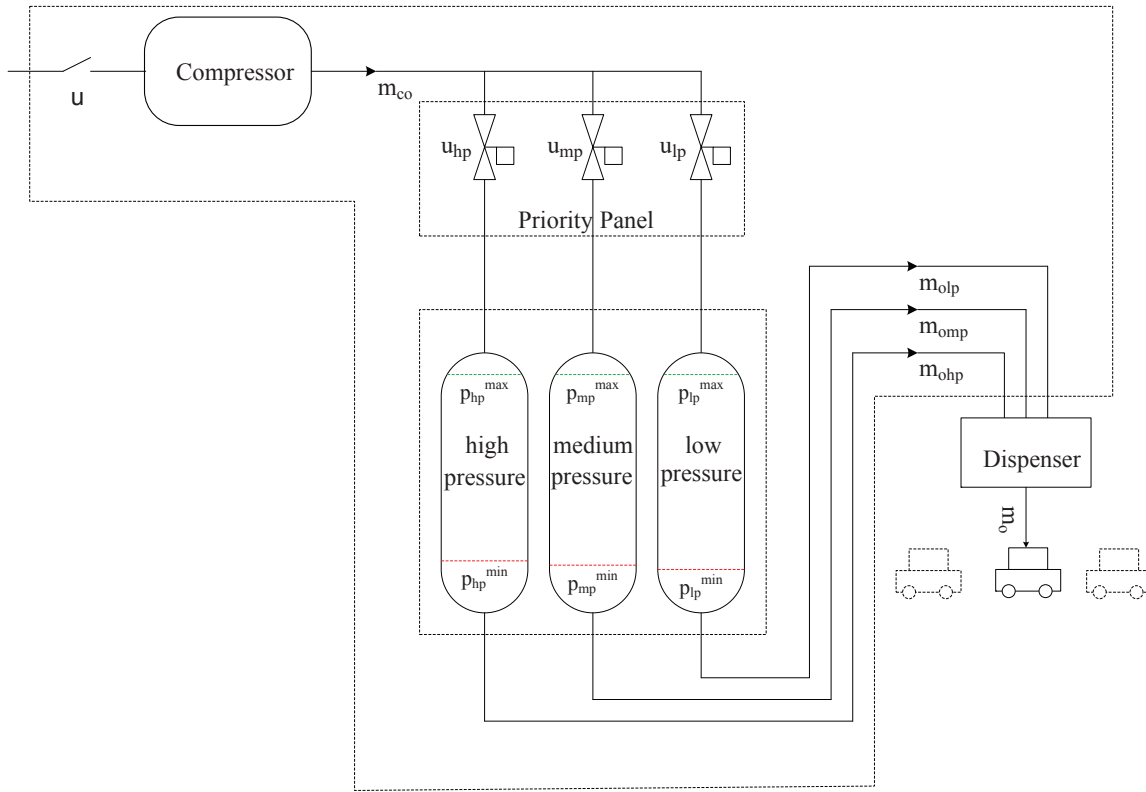 Compressor
u
m_co
u_hp
u_mp
u_lp
Priority Panel
m_olp
m_omp
m_ohp
p_hp^max
p_mp^max
p_lp^max
high
pressure
medium
pressure
low
pressure
Dispenser
m_o
p_hp^min
p_mp^min
p_lp^min